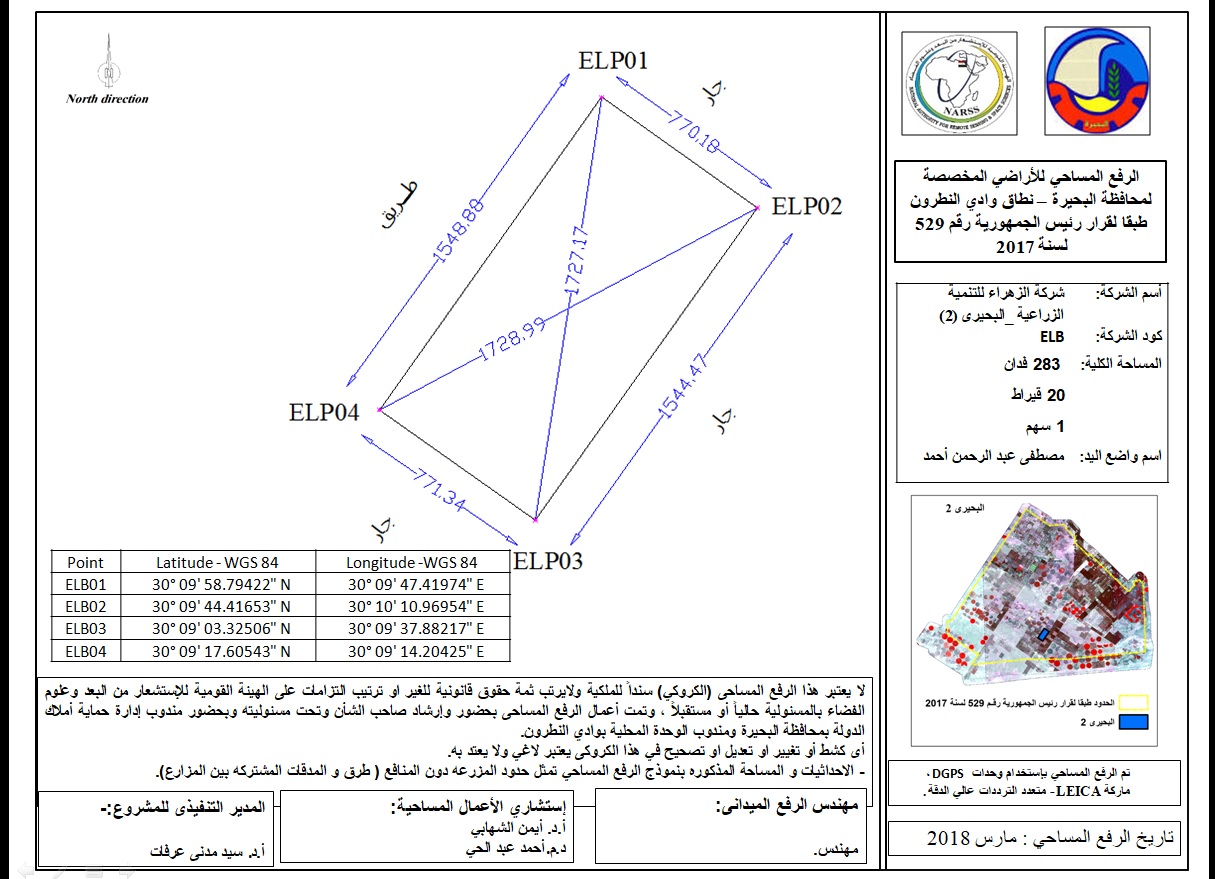 North direction
ELP01
جار
770.18
ELP02
طريق
1548.88
1727.17
1728.99
1544.47
جار
ELP04
771.34
جار
ELP03
Point Latitude - WGS 84 Longitude -WGS 84
ELB01 30° 09' 58.79422" N 30° 09' 47.41974" E
ELB02 30° 09' 44.41653" N 30° 10' 10.96954" E
ELB03 30° 09' 03.32506" N 30° 09' 37.88217" E
ELB04 30° 09' 17.60543" N 30° 09' 14.20425" E
لا يعتبر هذا الرفع المساحى (الكروكي) سنداً للملكية ولايرتب ثمة حقوق قانونية للغير او ترتيب التزامات على الهيئة القومية للإستشعار من البعد وعلوم
الفضاء بالمسئولية حالياً أو مستقبلاً ، وتمت أعمال الرفع المساحى بحضور وإرشاد صاحب الشأن وتحت مسئوليته وبحضور مندوب إدارة حماية أملاك
الدولة بمحافظة البحيرة ومندوب الوحدة المحلية بوادي النطرون.
أى كشط أو تغيير او تعديل او تصحيح في هذا الكروكى يعتبر لاغي ولا يعتد به.
- الاحداثيات و المساحة المذكوره بنموذج الرفع المساحي تمثل حدود المزرعه دون المنافع ( طرق و المدقات المشتركه بين المزارع).
مهندس الرفع الميدانى:
مهندس.
إستشاري الأعمال المساحية:
أ.د. أيمن الشهابي
د.م.أحمد عبد الحي
المدير التنفيذى للمشروع:-
أ.د. سيد مدنى عرفات
NARSS
NATIONAL AUTHORITY FOR REMOTE SENSING & SPACE SCIENCES
البحيرة
الرفع المساحي للأراضي المخصصة
لمحافظة البحيرة – نطاق وادي النطرون
طبقا لقرار رئيس الجمهورية رقم 529
لسنة 2017
أسم الشركة: شركة الزهراء للتنمية
الزراعية _البحيرى (2)
كود الشركة: ELB
المساحة الكلية: 283 فدان
20 قيراط
1 سهم
اسم واضع اليد: مصطفى عبد الرحمن أحمد
البحيرى 2
الحدود طبقا لقرار رئيس الجمهورية رقم 529 لسنة 2017
البحيرى 2
تم الرفع المساحي بإستخدام وحدات DGPS ،
ماركة LEICA- متعدد الترددات عالي الدقة.
تاريخ الرفع المساحي : مارس 2018